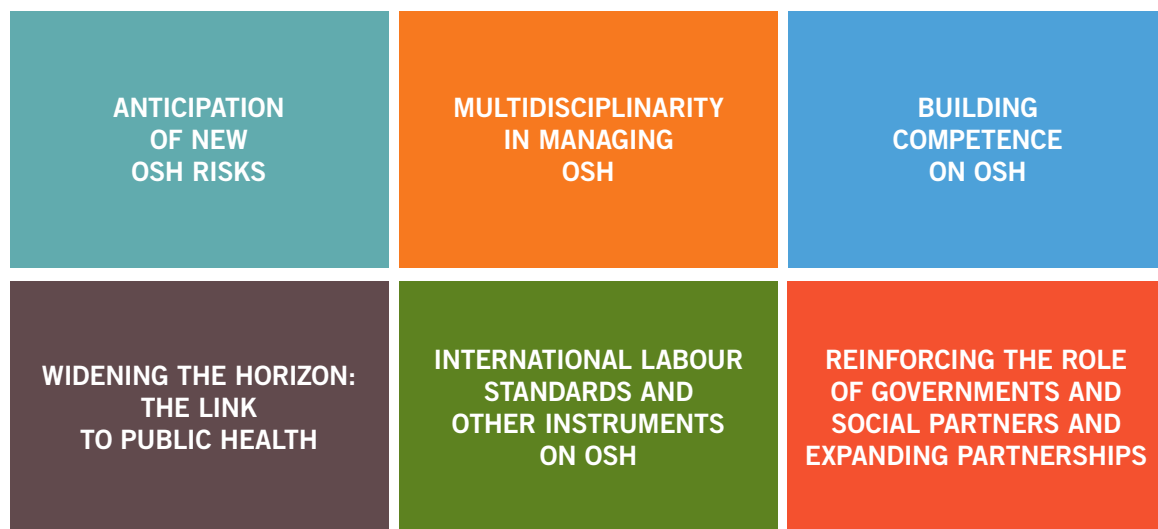 ANTICIPATION
OF NEW
OSH RISKS
MULTIDISCIPLINARITY
IN MANAGING
OSH
BUILDING
COMPETENCE
ON OSH
WIDENING THE HORIZON:
THE LINK
TO PUBLIC HEALTH
INTERNATIONAL LABOUR
STANDARDS AND
OTHER INSTRUMENTS
ON OSH
REINFORCING THE ROLE
OF GOVERNMENTS AND
SOCIAL PARTNERS AND
EXPANDING PARTNERSHIPS